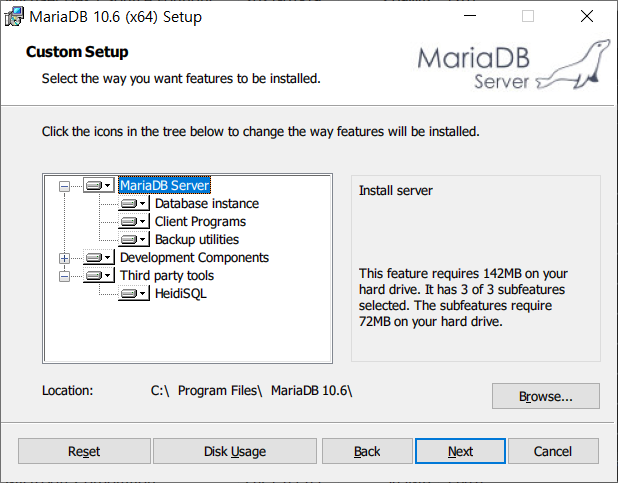 MariaDB 10.6 (x64) Setup
Custom Setup
Select the way you want features to be installed.
MariaDB
Server
Click the icons in the tree below to change the way features will be installed.
MariaDB Server
Database instance
Client Programs
Backup utilities
Development Components
Third party tools
HeidiSQL
Install server
This feature requires 142MB on your
hard drive. It has 3 of 3 subfeatures
selected. The subfeatures require
72MB on your hard drive.
Location: C:\ Program Files\ MariaDB 10.6\
Browse...
Reset Disk Usage Back Next Cancel